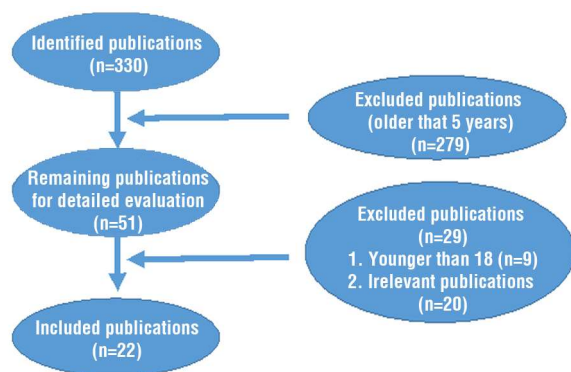 Identified publications
(n=330)
Excluded publications
(older that 5 years)
(n=279)
Remaining publications
for detailed evaluation
(n=51)
Excluded publications
(n=29)
1. Younger than 18 (n=9)
2. Irelevant publications
(n=20)
Included publications
(n=22)